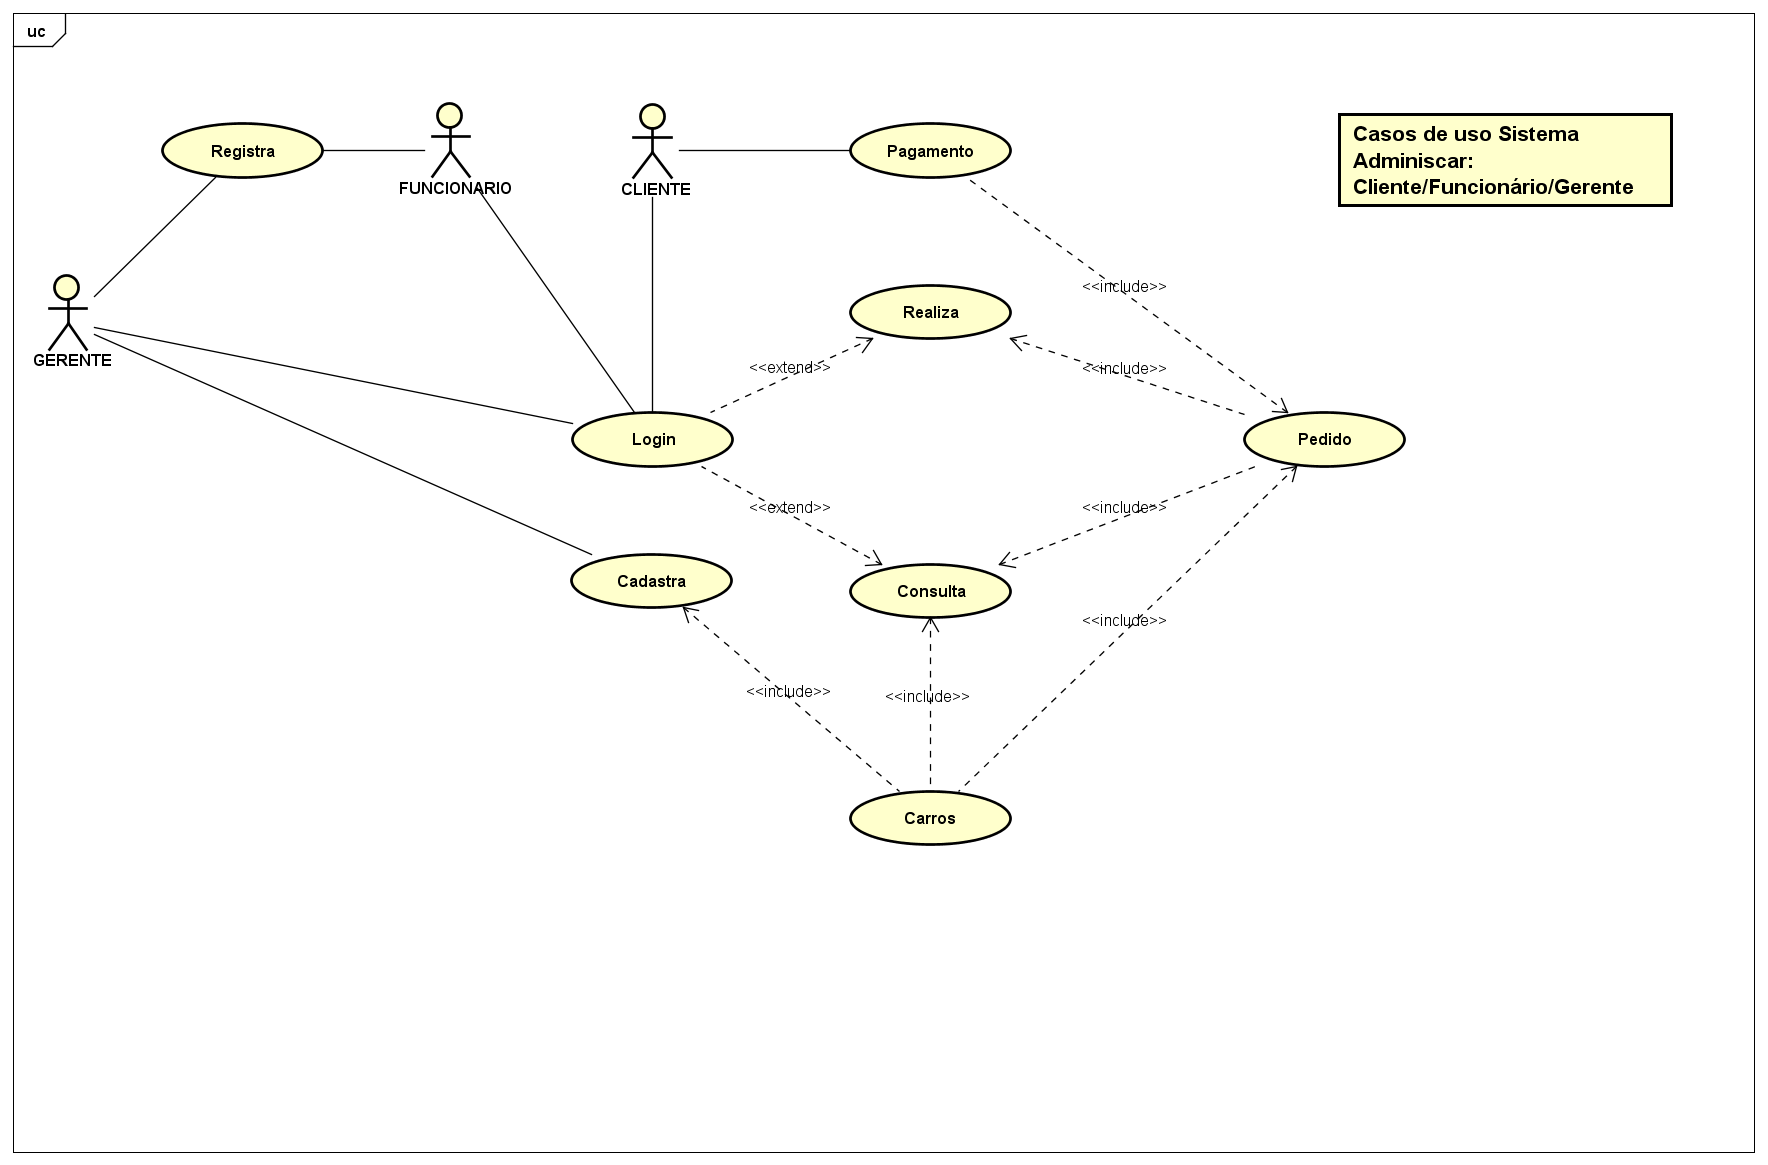 uc
Casos de uso Sistema
Adminiscar:
Cliente/Funcionário/Gerente
Registra
FUNCIONARIO
CLIENTE
Pagamento
<<include>>
Realiza
GERENTE
<<extend>>
<<include>>
Login
Pedido
<<extend>>
<<include>>
Cadastra
Consulta
<<include>>
<<include>>
<<include>>
Carros